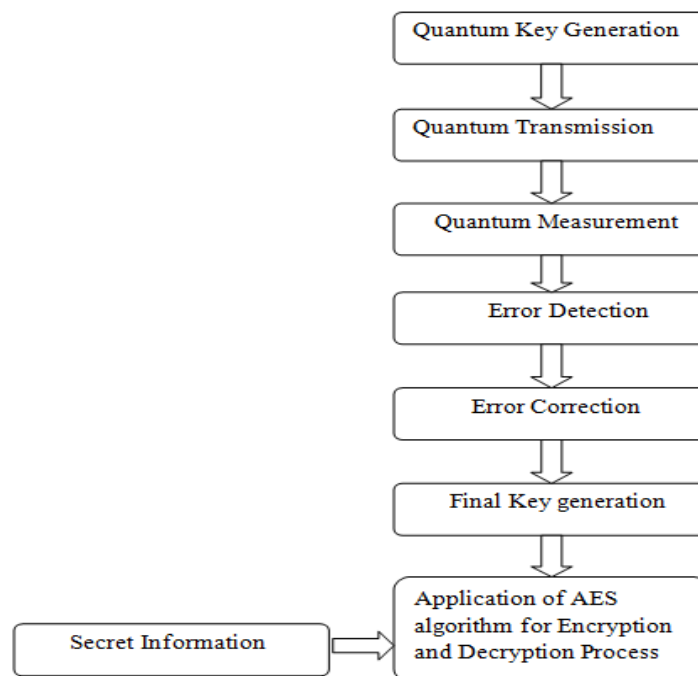 Quantum Key Generation
Quantum Transmission
Quantum Measurement
Error Detection
Error Correction
Final Key generation
Application of AES
algorithm for Encryption
and Decryption Process
Secret Information